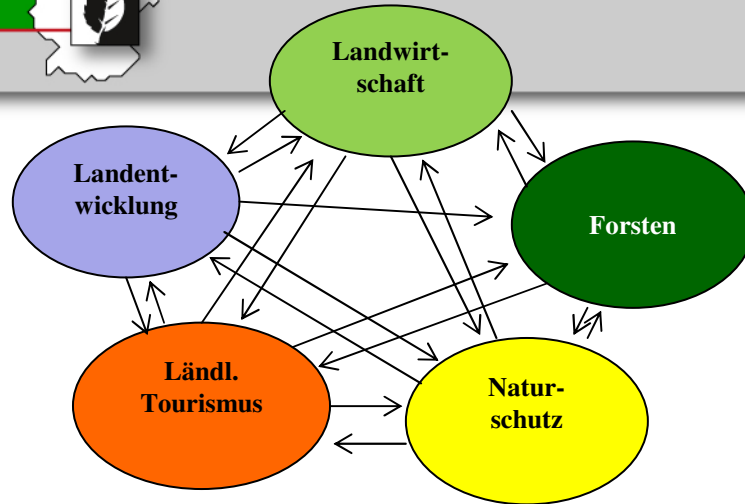 Landwirt-
schaft
Landent-
wicklung
Forsten
Ländl.
Tourismus
Natur-
schutz